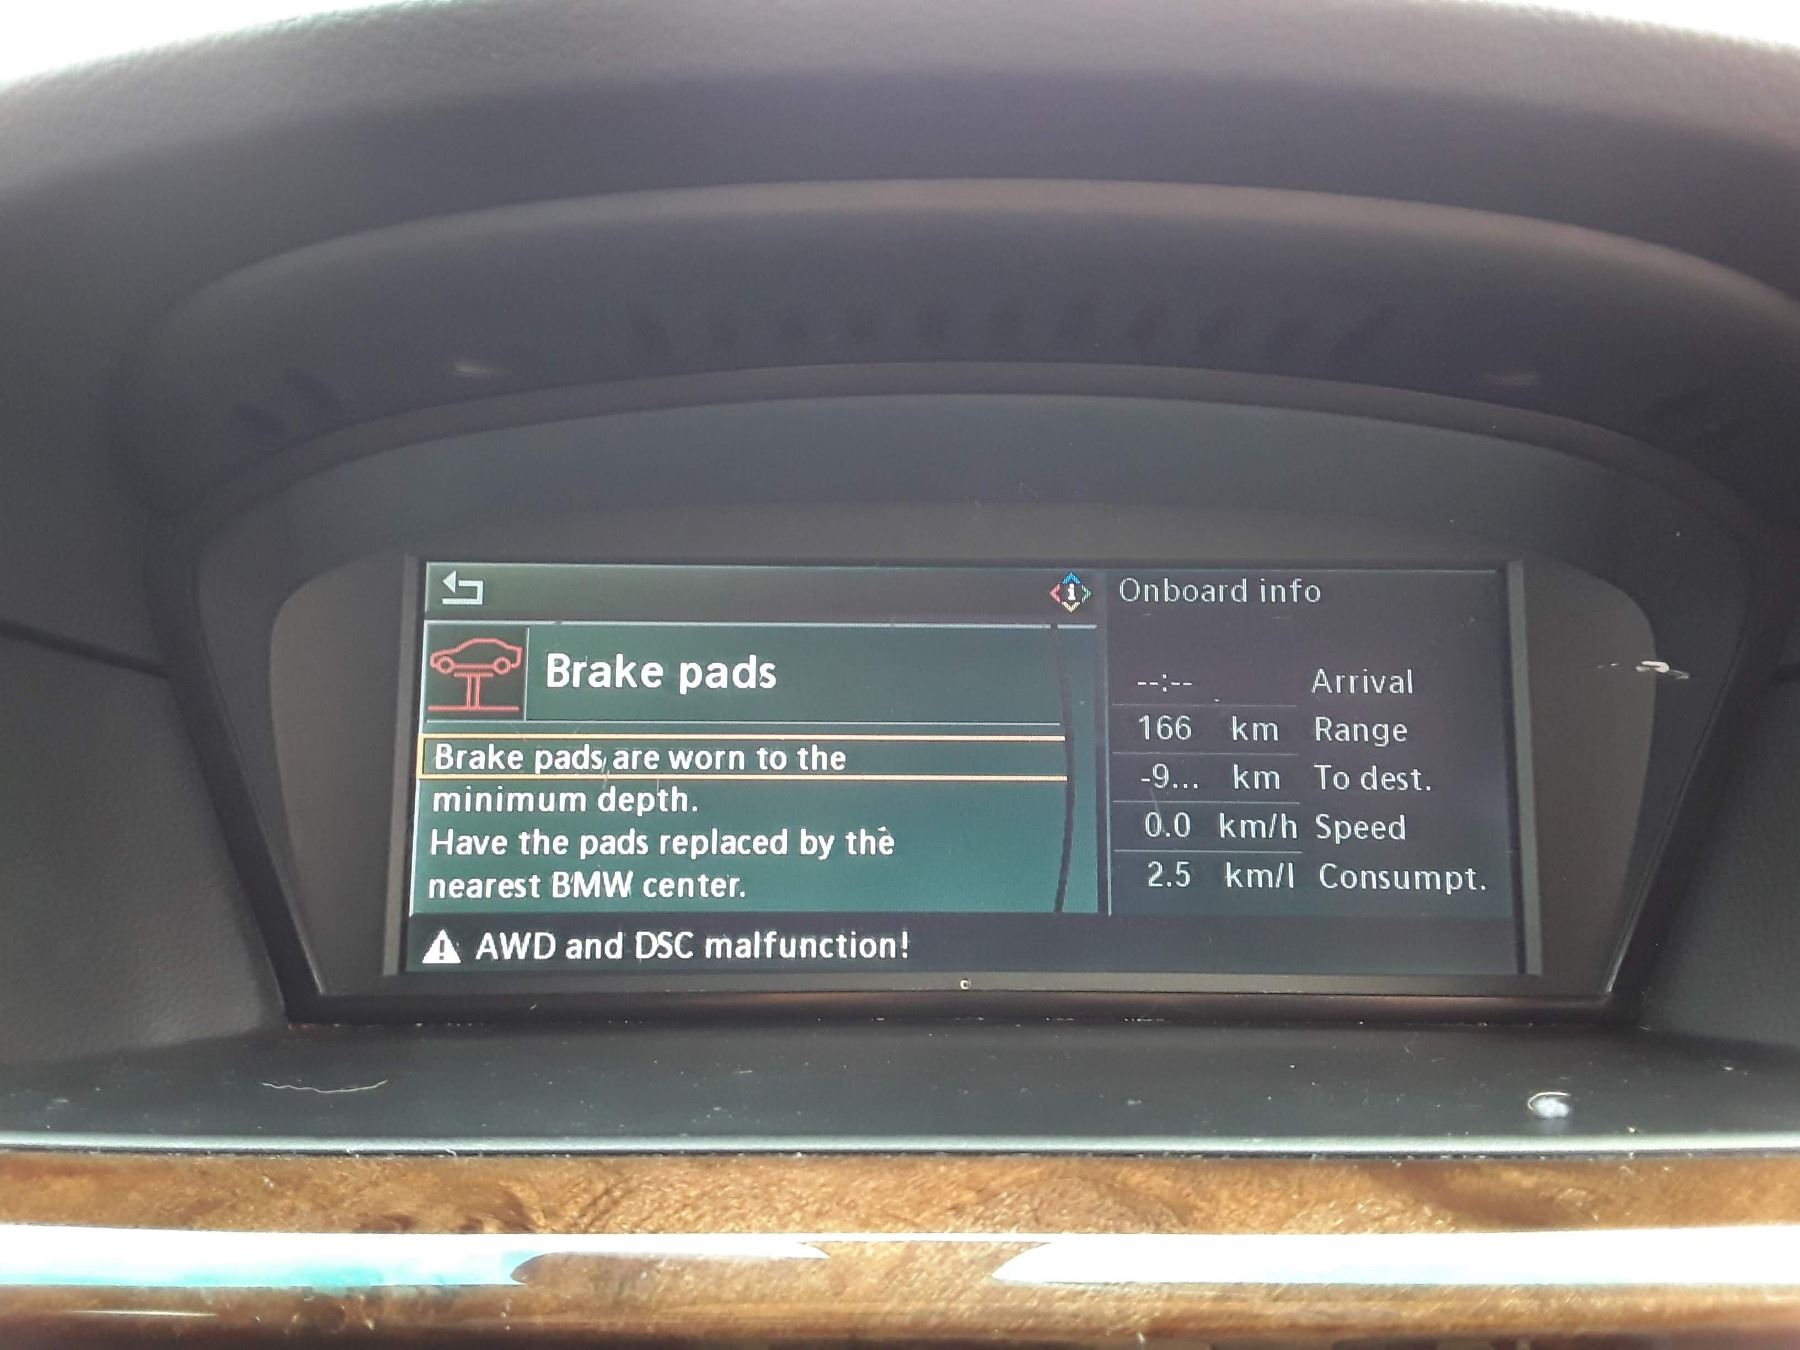 Onboard info
Brake pads
Brake pads are worn to the
minimum depth.
Have the pads replaced by the
nearest BMW center.
--:-- Arrival
166 km Range
-9... km To dest.
0.0 km/h Speed
2.5 km/l Consumpt.
AWD and DSC malfunction!